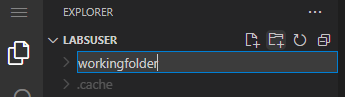 EXPLORER
LABSUSER
workingfolder
.cache